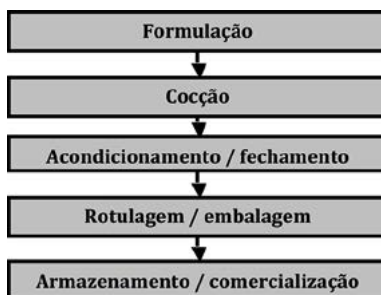 Formulação
Cocção
Acondicionamento / fechamento
Rotulagem / embalagem
Armazenamento / comercialização